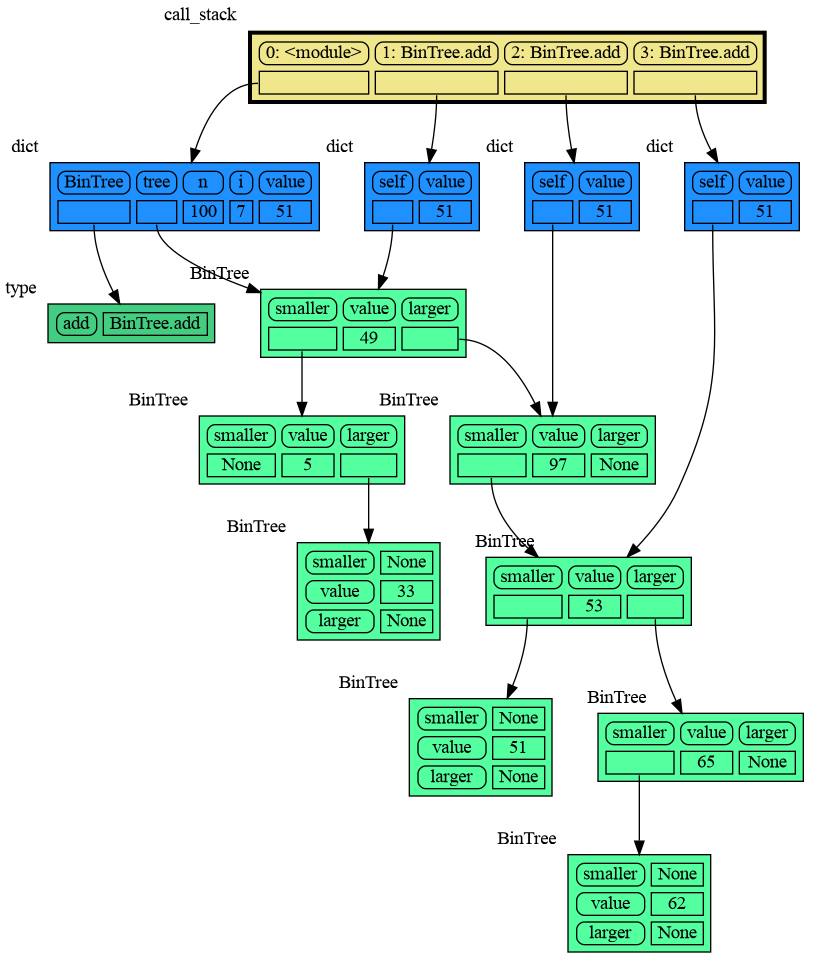 call_stack
0: <module> 1: BinTree.add 2: BinTree.add 3: BinTree.add
dict dict dict dict
BinTree tree n i value self value self value self value
100 7 51 51 51 51
BinTree
type
add BinTree.add
smaller value larger
49
BinTree BinTree
smaller value larger smaller value larger
None 5 97 None
BinTree
BinTree
smaller None
value 33
larger None
smaller value larger
53
BinTree
BinTree
smaller None
value 51
larger None
smaller value larger
65 None
BinTree
smaller None
value 62
larger None